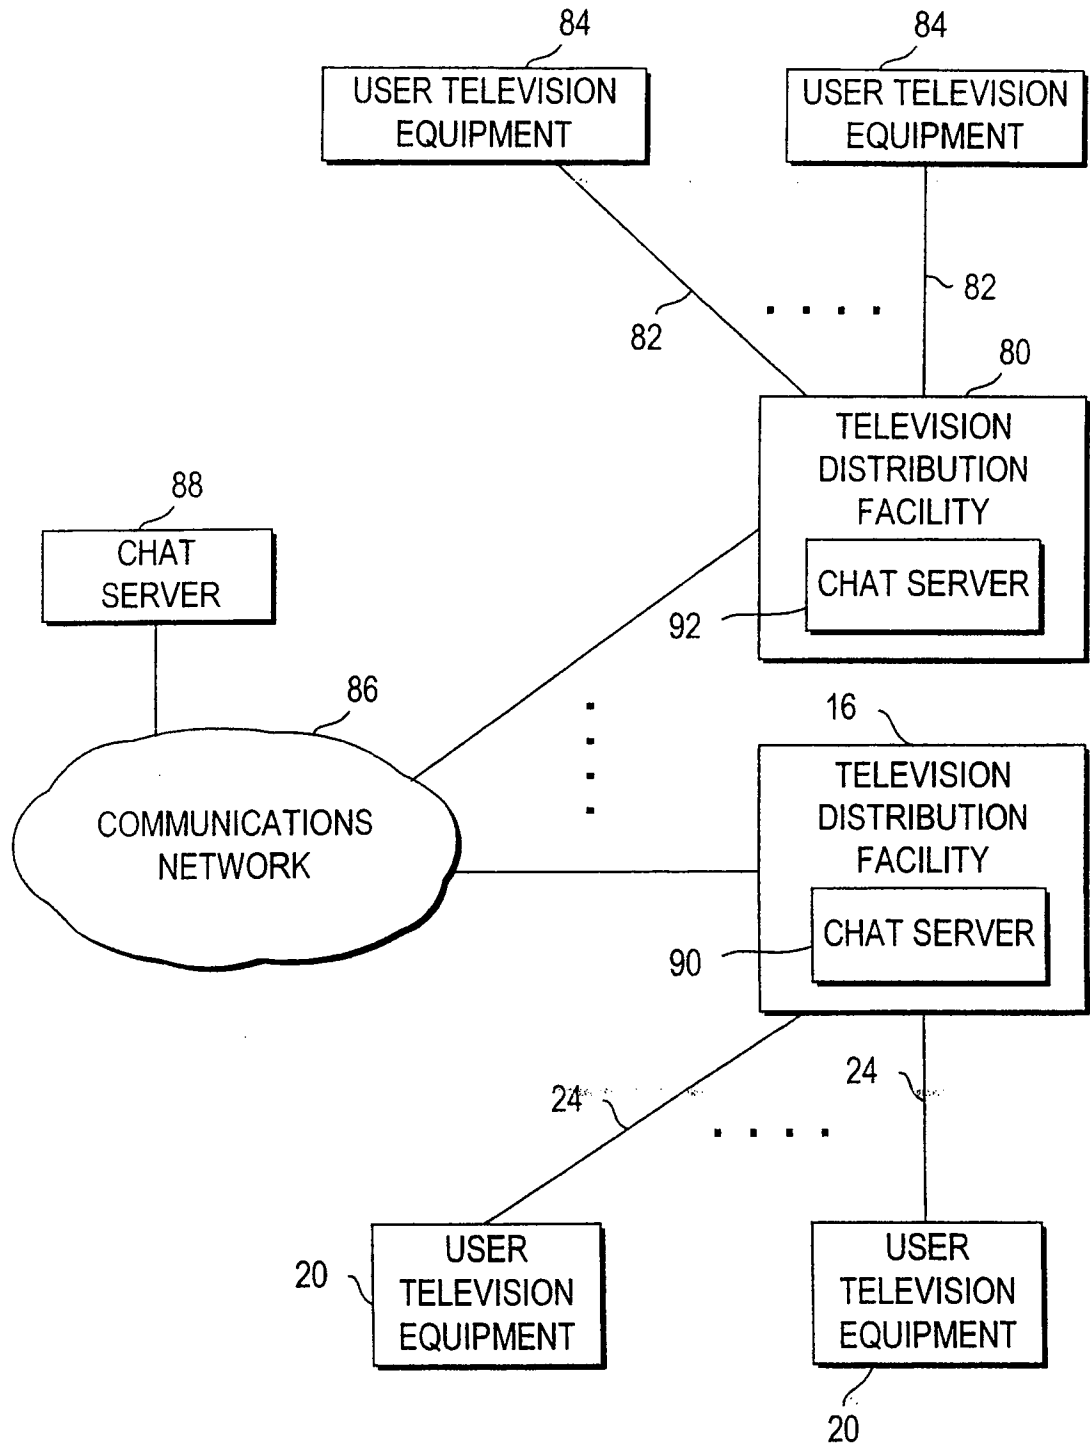 84
84
USER TELEVISION
EQUIPMENT
USER TELEVISION
EQUIPMENT
82
82
80
TELEVISION
DISTRIBUTION
FACILITY
CHAT SERVER
92
88
CHAT
SERVER
86
COMMUNICATIONS
NETWORK
16
TELEVISION
DISTRIBUTION
FACILITY
CHAT SERVER
90
24
24
20
USER
TELEVISION
EQUIPMENT
USER
TELEVISION
EQUIPMENT
20